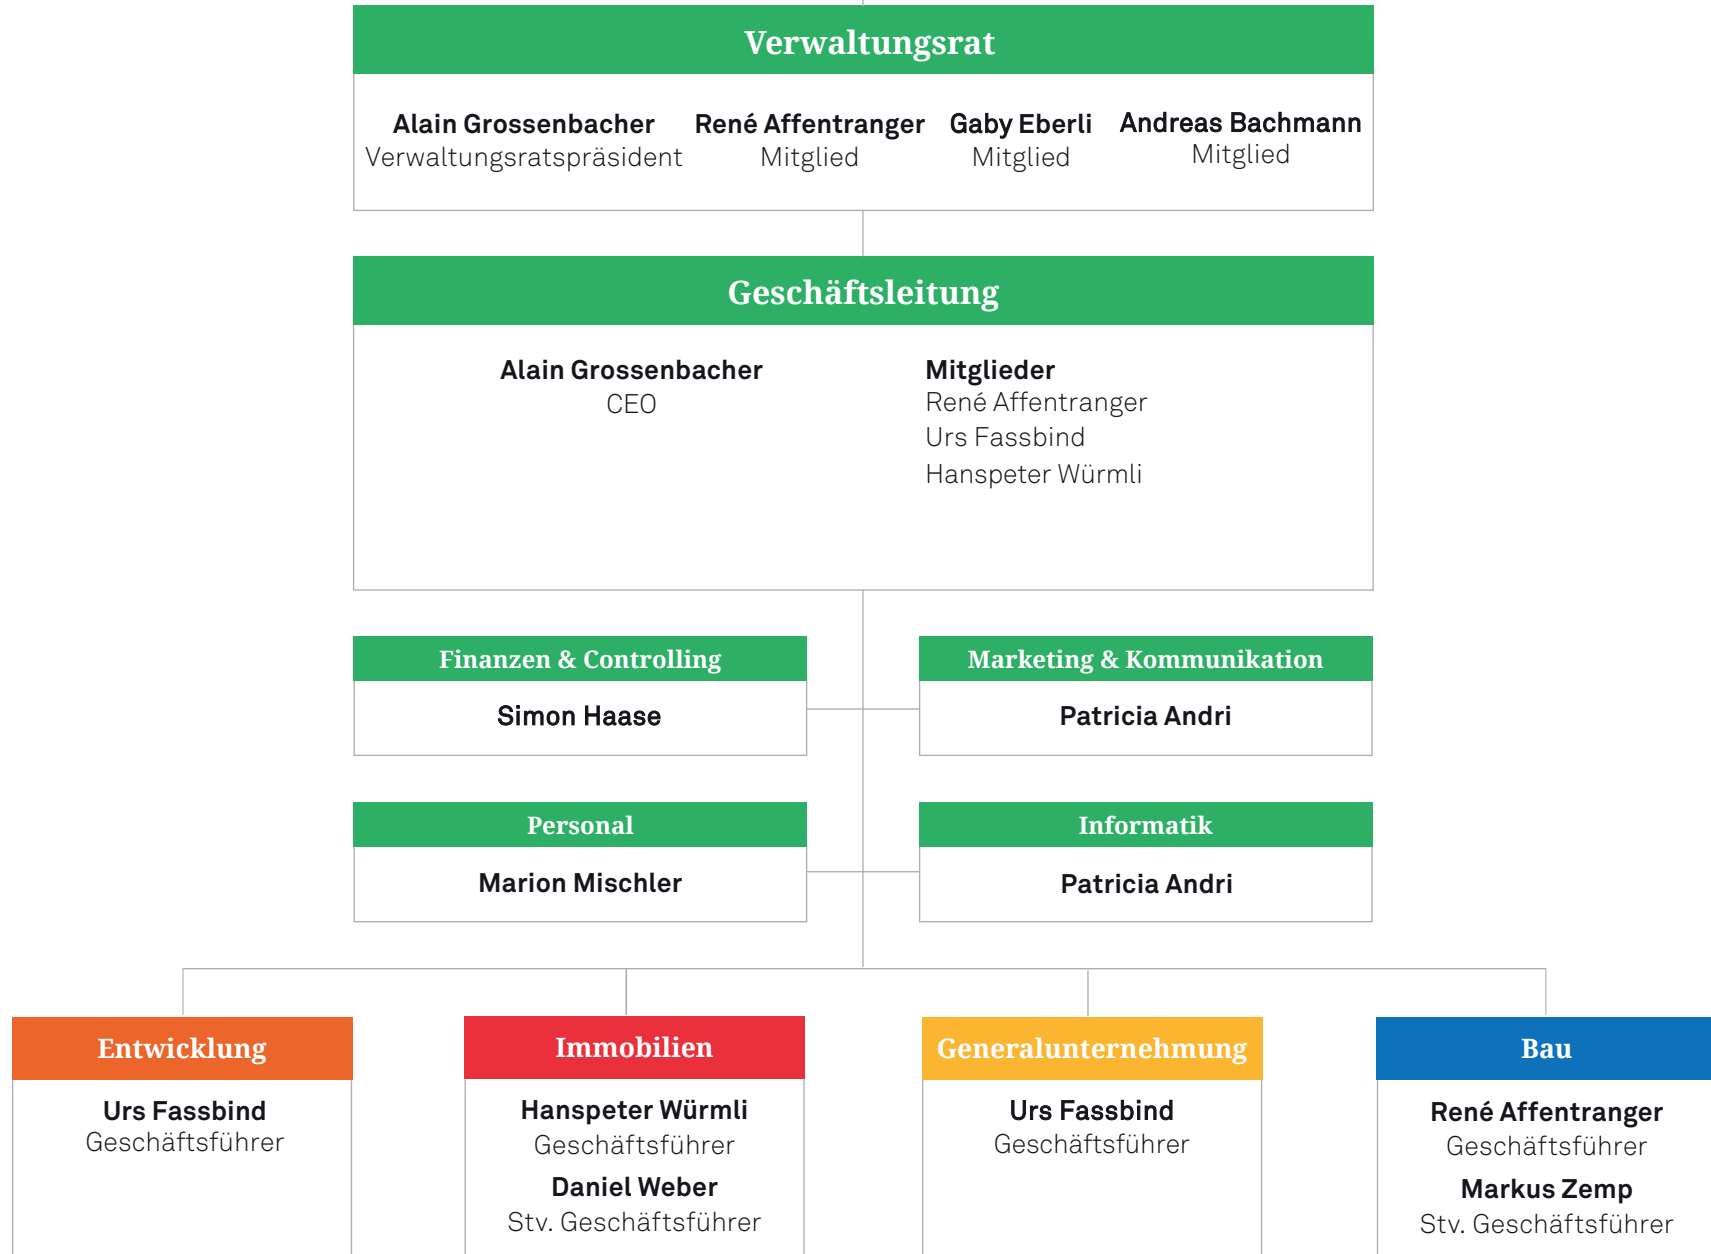 Verwaltungsrat
Alain Grossenbacher
Verwaltungsratspräsident
René Affentranger
Mitglied
Gaby Eberli
Mitglied
Andreas Bachmann
Mitglied
Geschäftsleitung
Alain Grossenbacher
CEO
Mitglieder
René Affentranger
Urs Fassbind
Hanspeter Würmli
Finanzen & Controlling
Simon Haase
Marketing & Kommunikation
Patricia Andri
Personal
Marion Mischler
Informatik
Patricia Andri
Entwicklung
Urs Fassbind
Geschäftsführer
Immobilien
Hanspeter Würmli
Geschäftsführer
Daniel Weber
Stv. Geschäftsführer
Generalunternehmung
Urs Fassbind
Geschäftsführer
Bau
René Affentranger
Geschäftsführer
Markus Zemp
Stv. Geschäftsführer